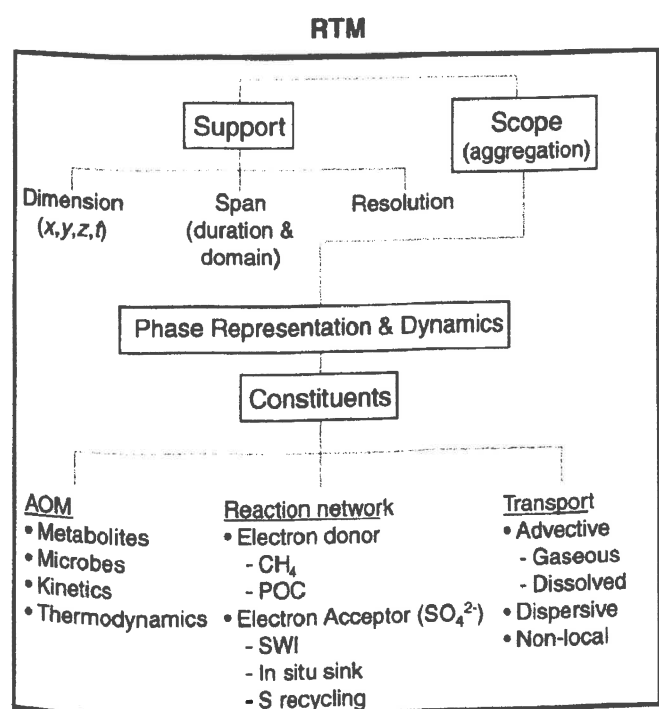 RTM
Support
Scope
(aggregation)
Dimension
(x,y,z,t)
Span
(duration &
domain)
Resolution
Phase Representation & Dynamics
Constituents
AOM
• Metabolites
• Microbes
• Kinetics
• Thermodynamics
Reaction network
• Electron donor
- CH₄
- POC
• Electron Acceptor (SO₄²⁻)
- SWI
- In situ sink
- S recycling
Transport
• Advective
- Gaseous
- Dissolved
• Dispersive
• Non-local